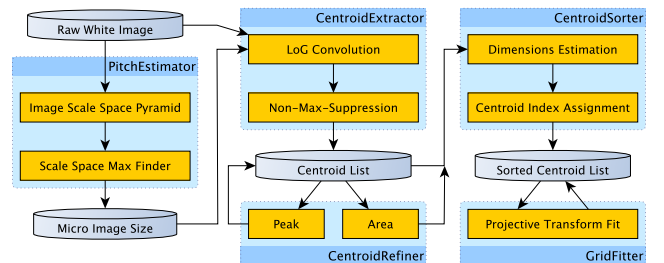 Raw White Image
PitchEstimator
Image Scale Space Pyramid
Scale Space Max Finder
Micro Image Size
CentroidExtractor
LoG Convolution
Non-Max-Suppression
Centroid List
Peak
Area
CentroidRefiner
CentroidSorter
Dimensions Estimation
Centroid Index Assignment
Sorted Centroid List
Projective Transform Fit
GridFitter